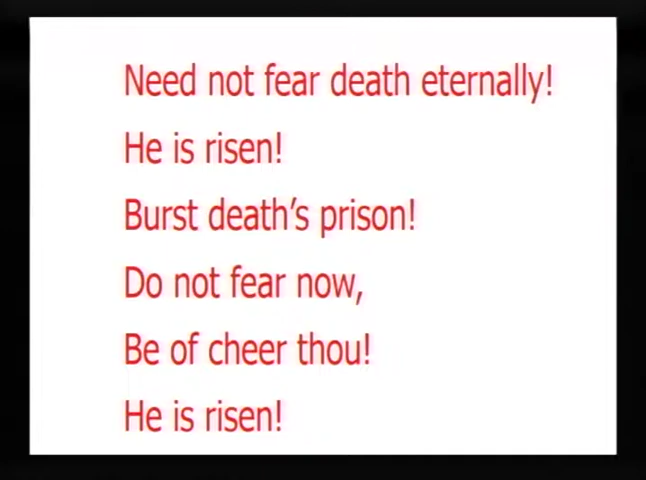 Need not fear death eternally!
He is risen!
Burst death’s prison!
Do not fear now,
Be of cheer thou!
He is risen!